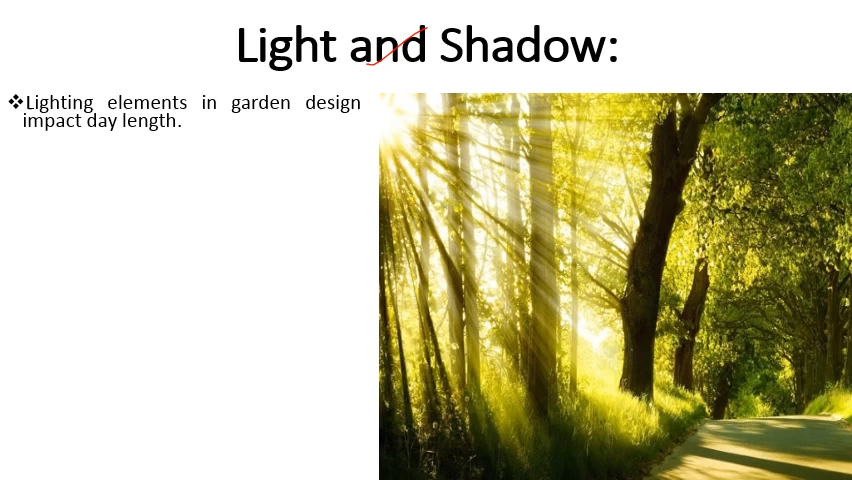 Light and Shadow:
❖Lighting elements in garden design
impact day length.